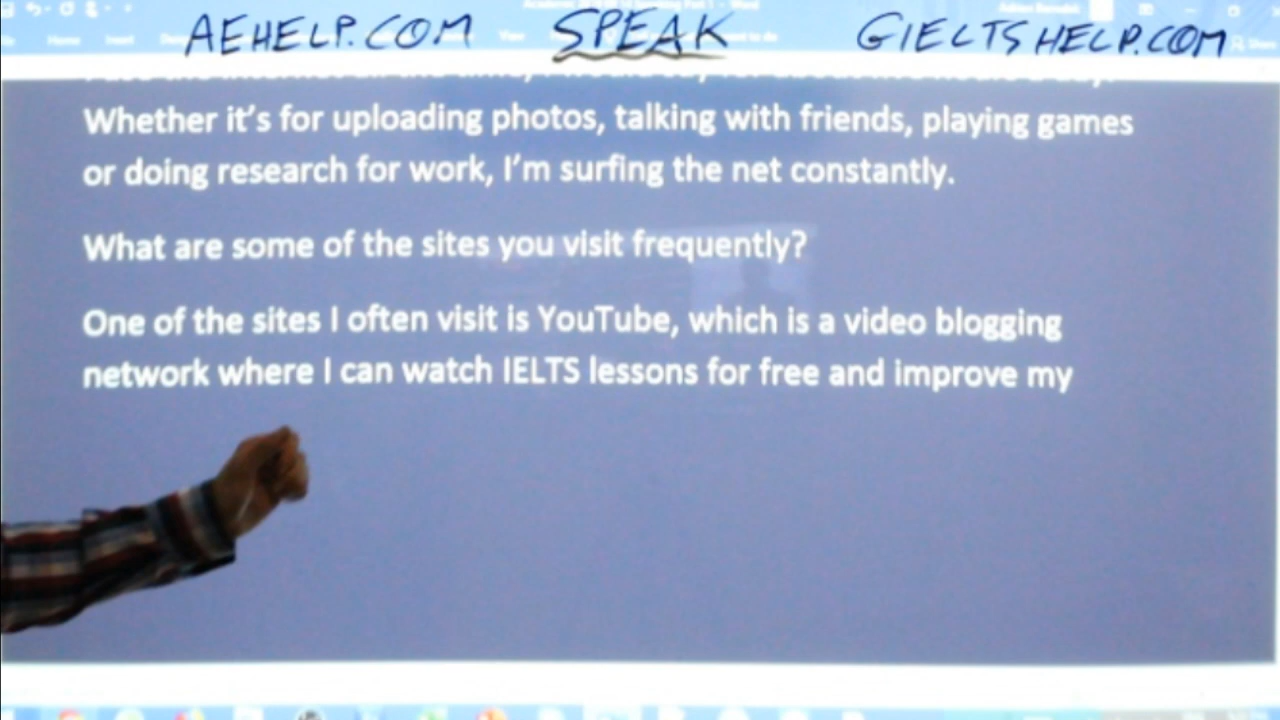 AEHELP.COM SPEAK GIELTSHELP.COM
Whether it's for uploading photos, talking with friends, playing games
or doing research for work, I'm surfing the net constantly.
What are some of the sites you visit frequently?
One of the sites I often visit is YouTube, which is a video blogging
network where I can watch IELTS lessons for free and improve my